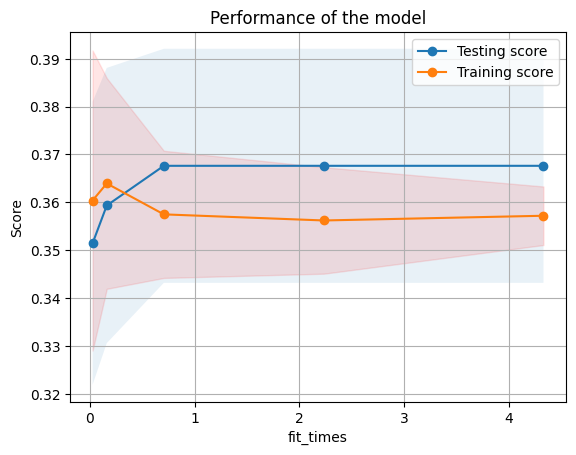 Performance of the model
Testing score
Training score
0.39
0.38
0.37
0.36
0.35
0.34
0.33
0.32
Score
0 1 2 3 4
fit_times